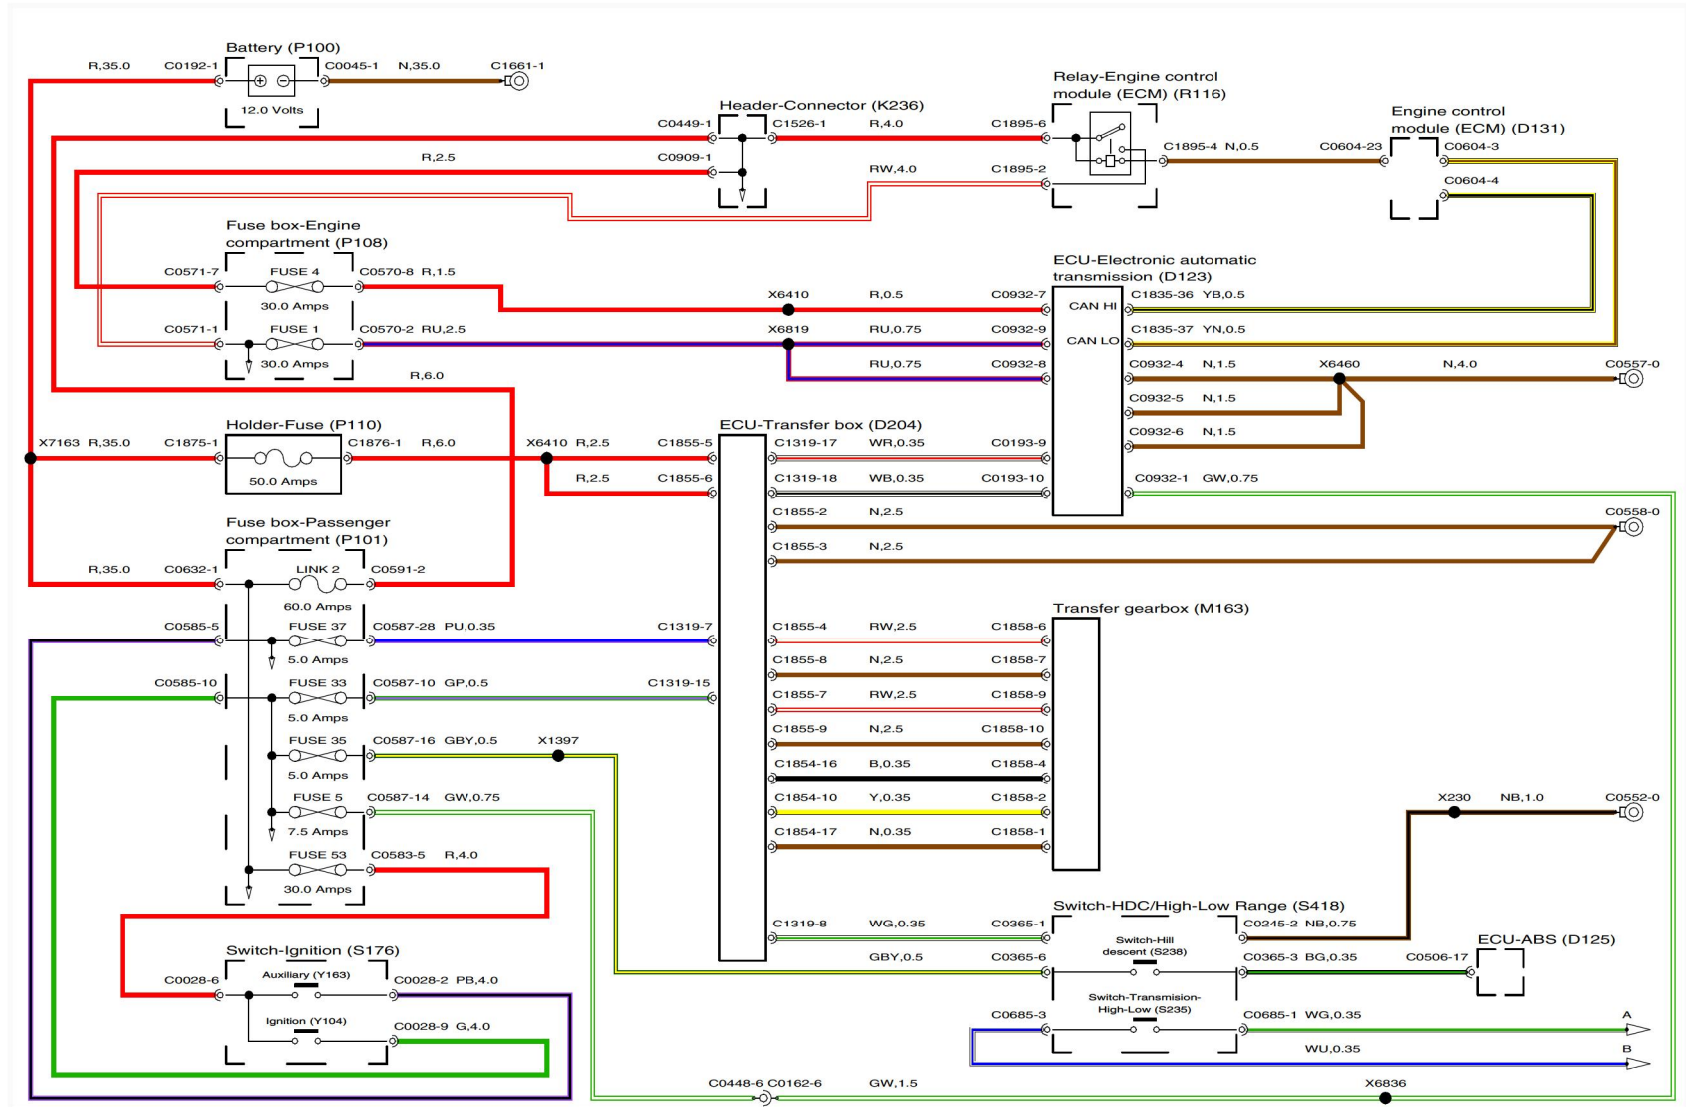 Battery (P100)
R,35.0 C0192-1 C0045-1 N,35.0 C1661-1
12.0 Volts
Header-Connector (K236)
C0449-1 C1526-1 R,4.0 C1895-6
R,2.5 C0909-1
RW,4.0 C1895-2
Relay-Engine control
module (ECM) (R116)
C1895-4 N,0.5 C0604-23 C0604-3
Engine control
module (ECM) (D131)
C0604-4
Fuse box-Engine
compartment (P108)
C0571-7 FUSE 4 C0570-8 R,1.5
30.0 Amps
C0571-1 FUSE 1 C0570-2 RU,2.5
30.0 Amps
R,6.0
X6410 R,0.5 C0932-7
X6819 RU,0.75 C0932-9
RU,0.75 C0932-8
ECU-Electronic automatic
transmission (D123)
CAN HI C1835-36 YB,0.5
CAN LO C1835-37 YN,0.5
C0932-4 N,1.5 X6460 N,4.0 C0557-0
C0932-5 N,1.5
C0932-6 N,1.5
C0932-1 GW,0.75
Holder-Fuse (P110)
X7163 R,35.0 C1875-1 C1876-1 R,6.0 X6410 R,2.5 C1855-5
50.0 Amps
R,2.5 C1855-6
ECU-Transfer box (D204)
C1319-17 WR,0.35 C0193-9
C1319-18 WB,0.35 C0193-10
C1855-2 N,2.5 C0558-0
C1855-3 N,2.5
Fuse box-Passenger
compartment (P101)
R,35.0 C0632-1 LINK 2 C0591-2
60.0 Amps
C0585-5 FUSE 37 C0587-28 PU,0.35 C1319-7
5.0 Amps
C0585-10 FUSE 33 C0587-10 GP,0.5 C1319-15
5.0 Amps
FUSE 35 C0587-16 GBY,0.5 X1397
5.0 Amps
FUSE 5 C0587-14 GW,0.75
7.5 Amps
FUSE 53 C0583-5 R,4.0
30.0 Amps
Transfer gearbox (M163)
C1855-4 RW,2.5 C1858-6
C1855-8 N,2.5 C1858-7
C1855-7 RW,2.5 C1858-9
C1855-9 N,2.5 C1858-10
C1854-16 B,0.35 C1858-4
C1854-10 Y,0.35 C1858-2
C1854-17 N,0.35 C1858-1
X230 NB,1.0 C0552-0
Switch-HDC/High-Low Range (S418)
C1319-8 WG,0.35 C0365-1 C0245-2 NB,0.75
Switch-Hill
descent (S238)
GBY,0.5 C0365-6 C0365-3 BG,0.35 C0506-17
ECU-ABS (D125)
Switch-Transmision-
High-Low (S235)
C0685-3 C0685-1 WG,0.35 A
WU,0.35 B
Switch-Ignition (S176)
C0028-6 Auxiliary (Y163) C0028-2 PB,4.0
Ignition (Y104) C0028-9 G,4.0
C0448-6 C0162-6 GW,1.5 X6836